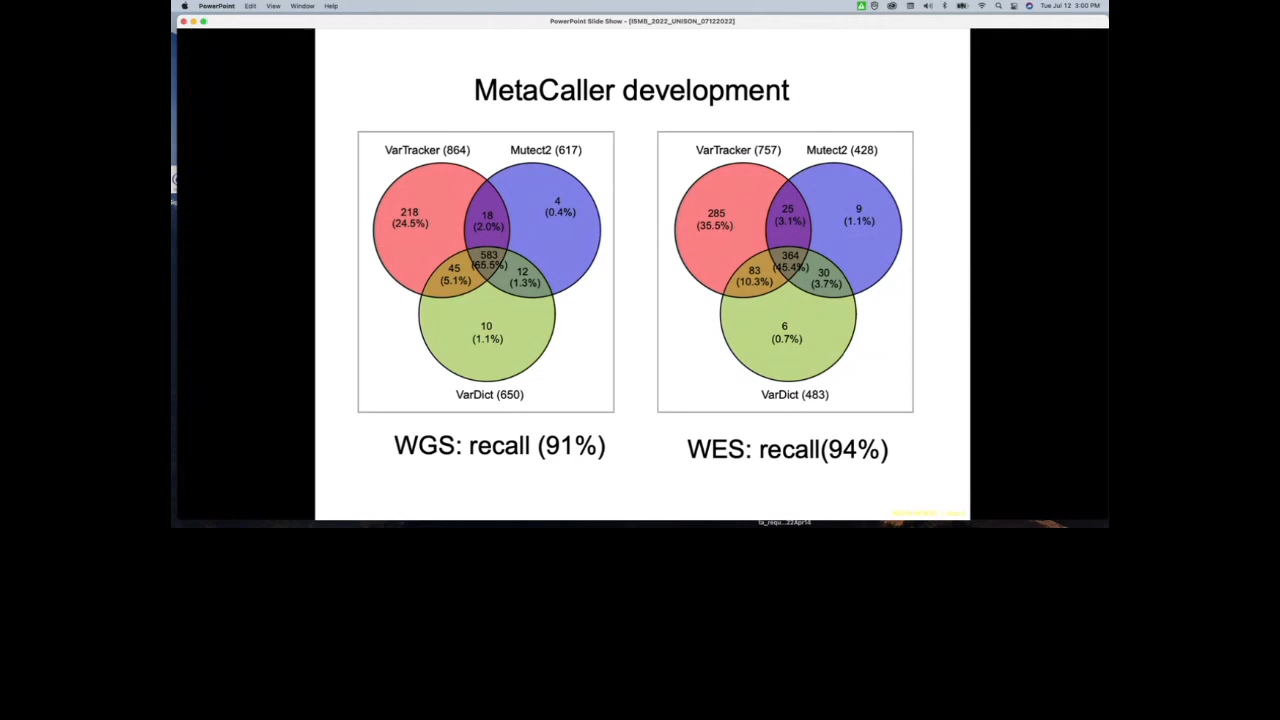 PowerPoint Edit View Window Help
Tue Jul 12 3:00 PM
PowerPoint Slide Show - [ISMB_2022_UNISON_07122022]
MetaCaller development
VarTracker (864)
Mutect2 (617)
218
(24.5%)
18
(2.0%)
4
(0.4%)
583
(65.5%)
45
(5.1%)
12
(1.3%)
10
(1.1%)
VarDict (650)
WGS: recall (91%)
VarTracker (757)
Mutect2 (428)
285
(35.5%)
25
(3.1%)
9
(1.1%)
364
(45.4%)
83
(10.3%)
30
(3.7%)
6
(0.7%)
VarDict (483)
WES: recall(94%)
ta_requ...22Apr14